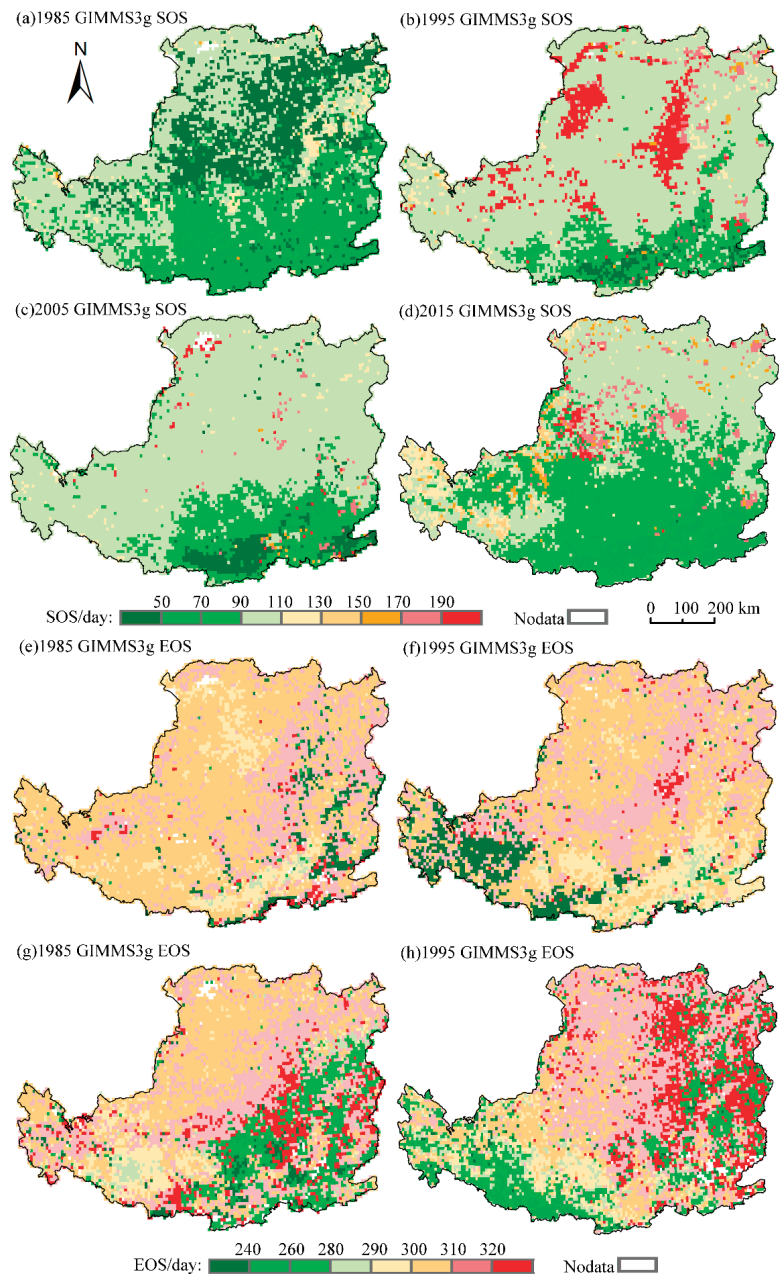 (a)1985 GIMMS3g SOS
(b)1995 GIMMS3g SOS
N
(c)2005 GIMMS3g SOS
(d)2015 GIMMS3g SOS
SOS/day: 50 70 90 110 130 150 170 190 Nodata 0 100 200 km
(e)1985 GIMMS3g EOS
(f)1995 GIMMS3g EOS
(g)1985 GIMMS3g EOS
(h)1995 GIMMS3g EOS
EOS/day: 240 260 280 290 300 310 320 Nodata